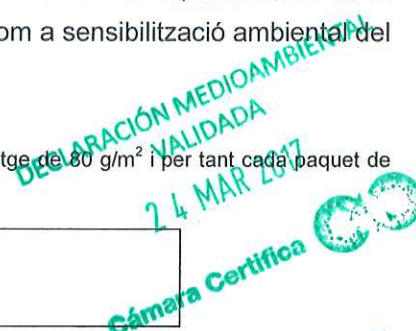 om a sensibilització ambiental del
DECLARACIÓN MEDIOAMBIENTAL
VALIDADA
tge de 80 g/m² i per tant cada paquet de
24 MAR 2017
Cámara Certifica